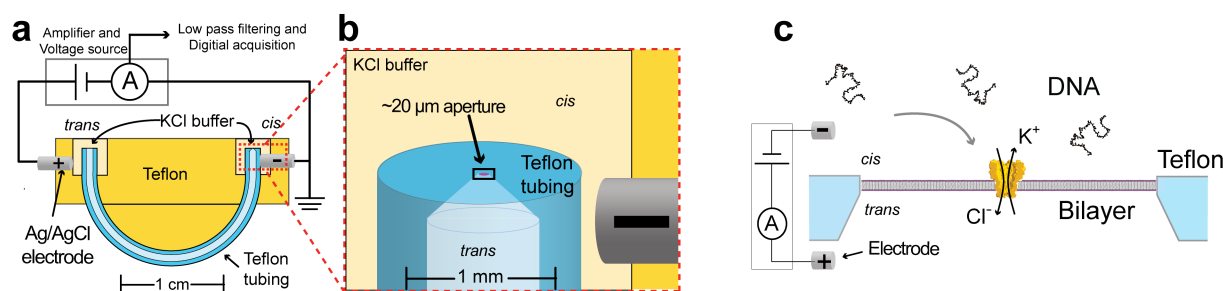 a
Amplifier and
Voltage source
Low pass filtering and
Digitial acquisition
A
trans
KCl buffer
cis
+
-
Teflon
Ag/AgCl
electrode
Teflon
tubing
1 cm
b
KCl buffer
~20 µm aperture
cis
Teflon
tubing
trans
1 mm
c
DNA
K⁺
-
cis
trans
A
Teflon
Cl⁻
Bilayer
+
Electrode